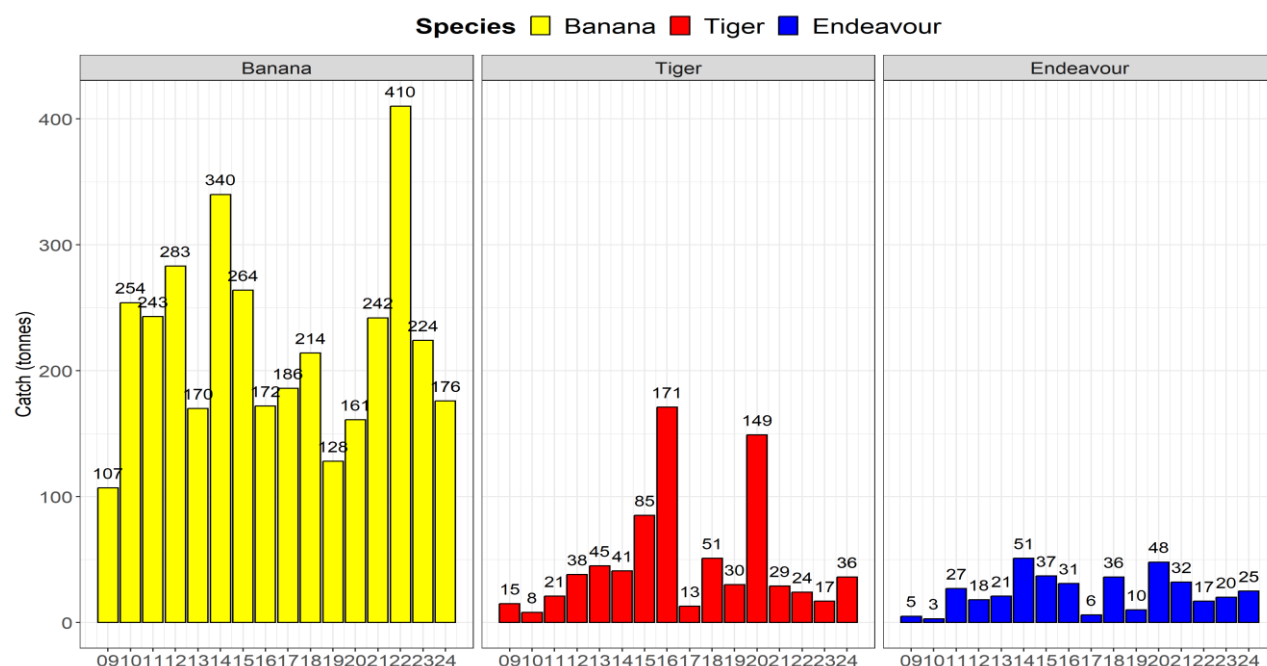 Species Banana Tiger Endeavour
Banana Tiger Endeavour
Catch (tonnes)
400
300
200
100
0
107 254 243 283 170 340 264 172 186 214 128 161 242 410 224 176
15 8 21 38 45 41 85 171 13 51 30 149 29 24 17 36
5 3 27 18 21 51 37 31 6 36 10 48 32 17 20 25
09101112131415161718192021222324 09101112131415161718192021222324 09101112131415161718192021222324